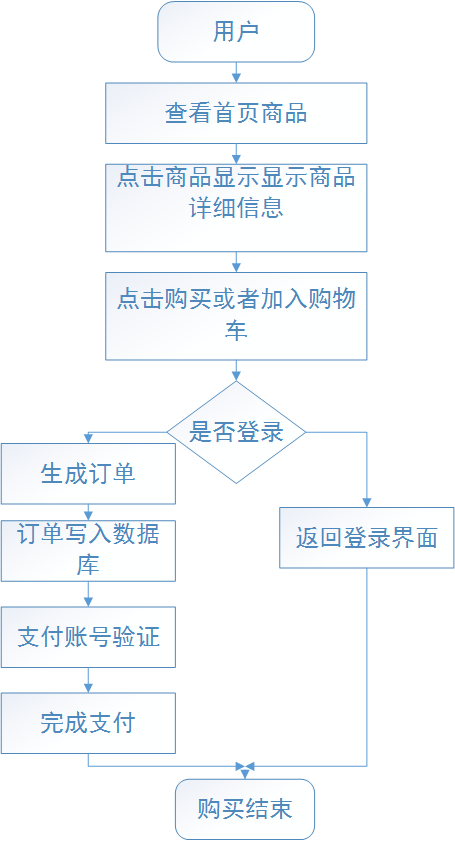 用户
查看首页商品
点击商品显示显示商品
详细信息
点击购买或者加入购物
车
是否登录
生成订单
订单写入数据
库
返回登录界面
支付账号验证
完成支付
购买结束